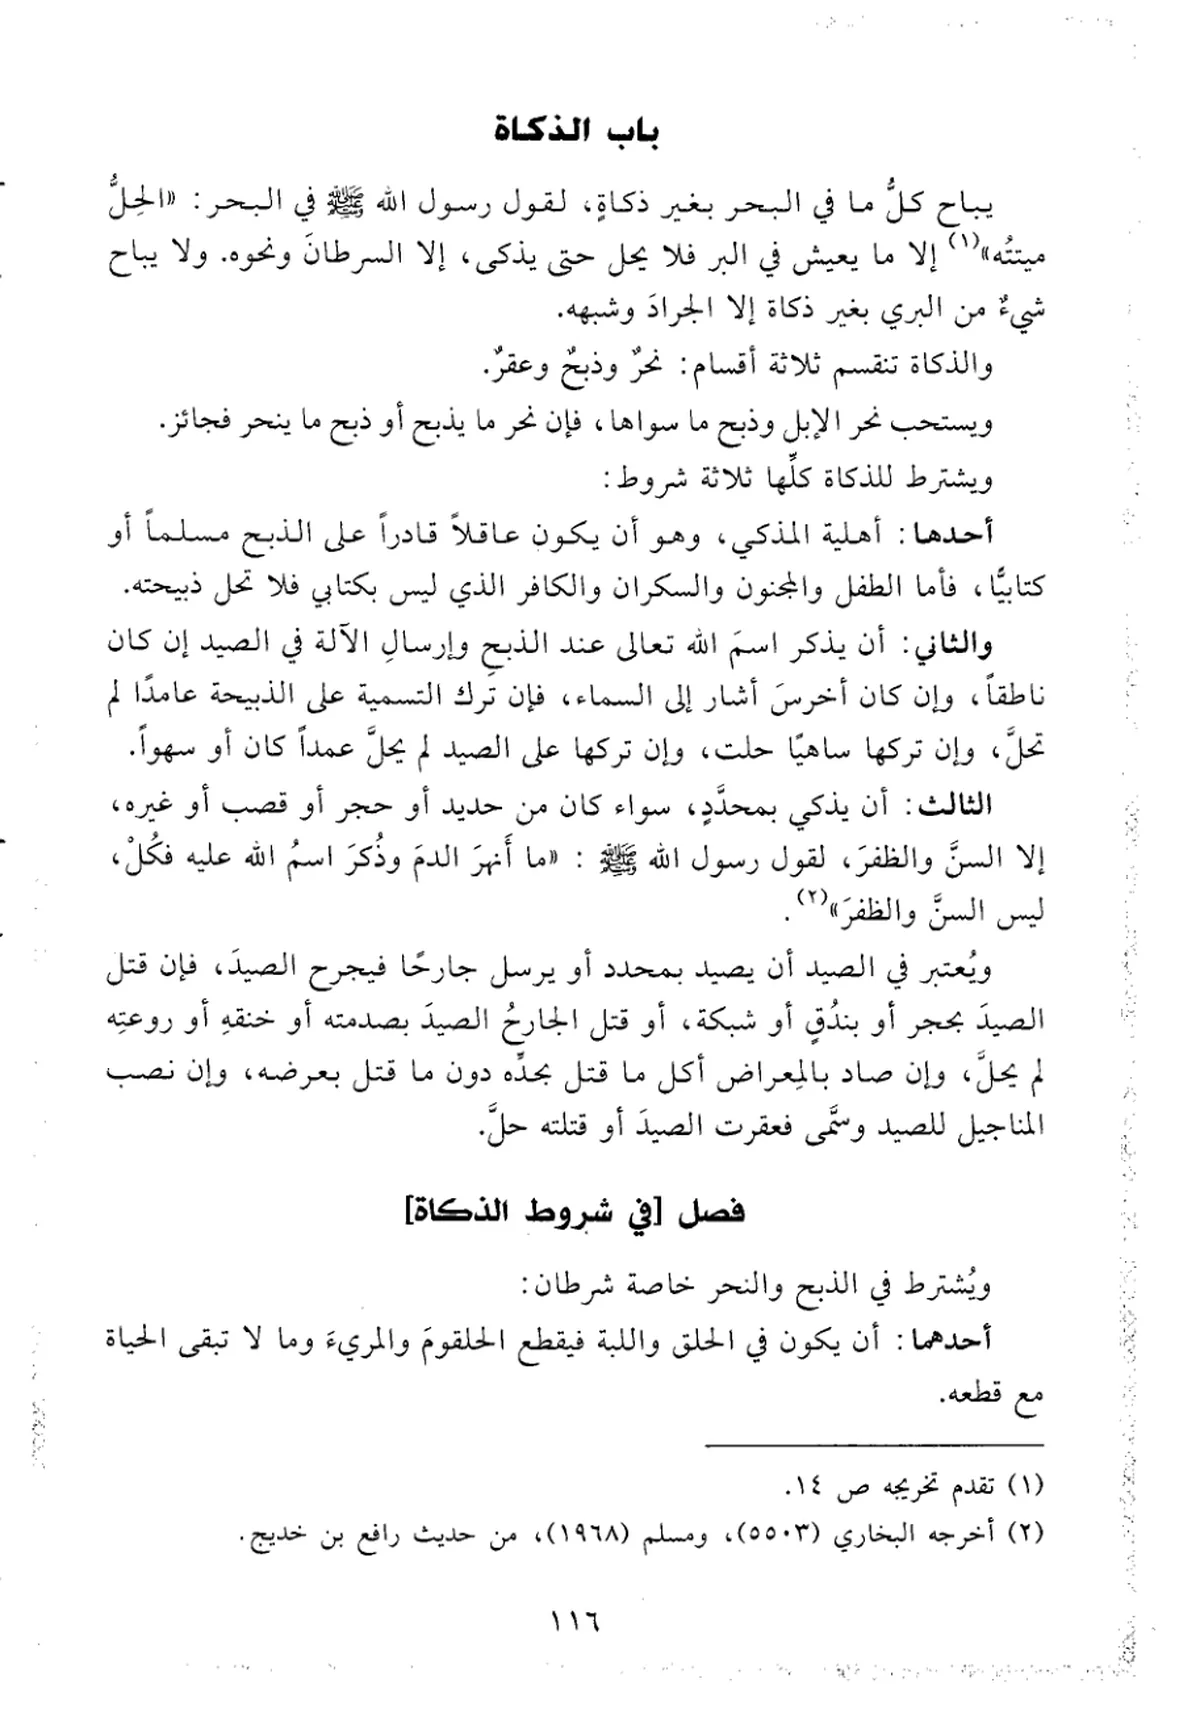 باب الذكاة
يباح كلُّ ما في البحر بغير ذكاةٍ، لقول رسول الله ﷺ في البحر: «الحِلُّ
ميتتُه»(١) إلا ما يعيش في البر فلا يحل حتى يذكى، إلا السرطانَ ونحوه. ولا يباح
شيءٌ من البري بغير ذكاة إلا الجرادَ وشبهه.
والذكاة تنقسم ثلاثة أقسام: نحرٌ وذبحٌ وعقرٌ.
ويستحب نحر الإبل وذبح ما سواها، فإن نحر ما يذبح أو ذبح ما ينحر فجائز.
ويشترط للذكاة كلِّها ثلاثة شروط:
أحدها: أهلية المذكي، وهو أن يكون عاقلاً قادراً على الذبح مسلماً أو
كتابيًّا، فأما الطفل والمجنون والسكران والكافر الذي ليس بكتابي فلا تحل ذبيحته.
والثاني: أن يذكر اسمَ الله تعالى عند الذبحِ وإرسالِ الآلة في الصيد إن كان
ناطقاً، وإن كان أخرسَ أشار إلى السماء، فإن تركَ التسمية على الذبيحة عامدًا لم
تحلَّ، وإن تركها ساهيًا حلت، وإن تركها على الصيد لم يحلَّ عمداً كان أو سهواً.
الثالث: أن يذكي بمحدَّدٍ، سواء كان من حديد أو حجر أو قصب أو غيره،
إلا السنَّ والظفرَ، لقول رسول الله ﷺ : «ما أَنهرَ الدمَ وذُكرَ اسمُ الله عليه فكُلْ،
ليس السنَّ والظفرَ»(٢).
ويُعتبر في الصيد أن يصيد بمحدد أو يرسل جارحًا فيجرح الصيدَ، فإن قتل
الصيدَ بحجر أو بندُقٍ أو شبكة، أو قتل الجارحُ الصيدَ بصدمته أو خنقهِ أو روعتِه
لم يحلَّ، وإن صاد بالمِعراض أكل ما قتل بحدِّه دون ما قتل بعرضه، وإن نصب
المناجيل للصيد وسمَّى فعقرت الصيدَ أو قتلته حلَّ.
فصل [في شروط الذكاة]
ويُشترط في الذبح والنحر خاصة شرطان:
أحدهما: أن يكون في الحلق واللبة فيقطع الحلقومَ والمريءَ وما لا تبقى الحياة
مع قطعه.
(١) تقدم تخريجه ص ١٤.
(٢) أخرجه البخاري (٥٥٠٣)، ومسلم (١٩٦٨)، من حديث رافع بن خديج.
١١٦